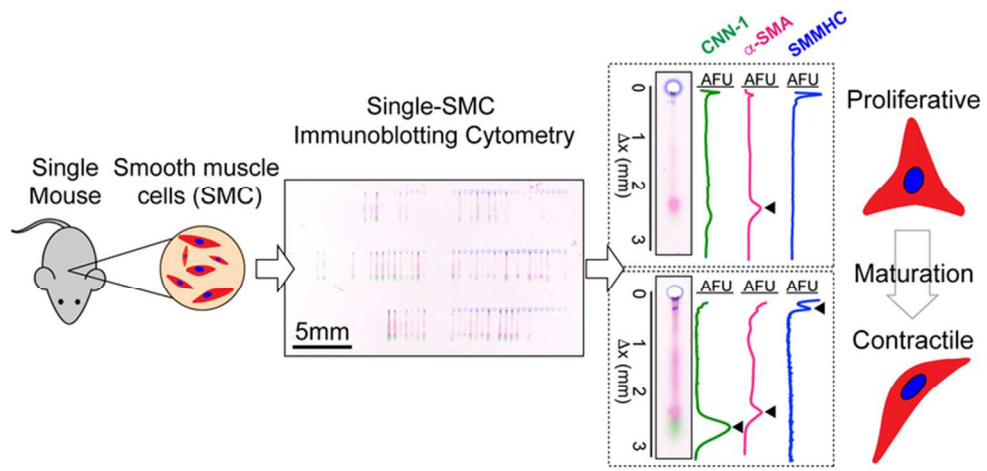 Single
Mouse
Smooth muscle
cells (SMC)
Single-SMC
Immunoblotting Cytometry
5mm
CNN-1
α-SMA
SMMHC
AFU AFU AFU
0
1
2
3
Δx (mm)
Proliferative
Maturation
Contractile
AFU AFU AFU
0
1
2
3
Δx (mm)